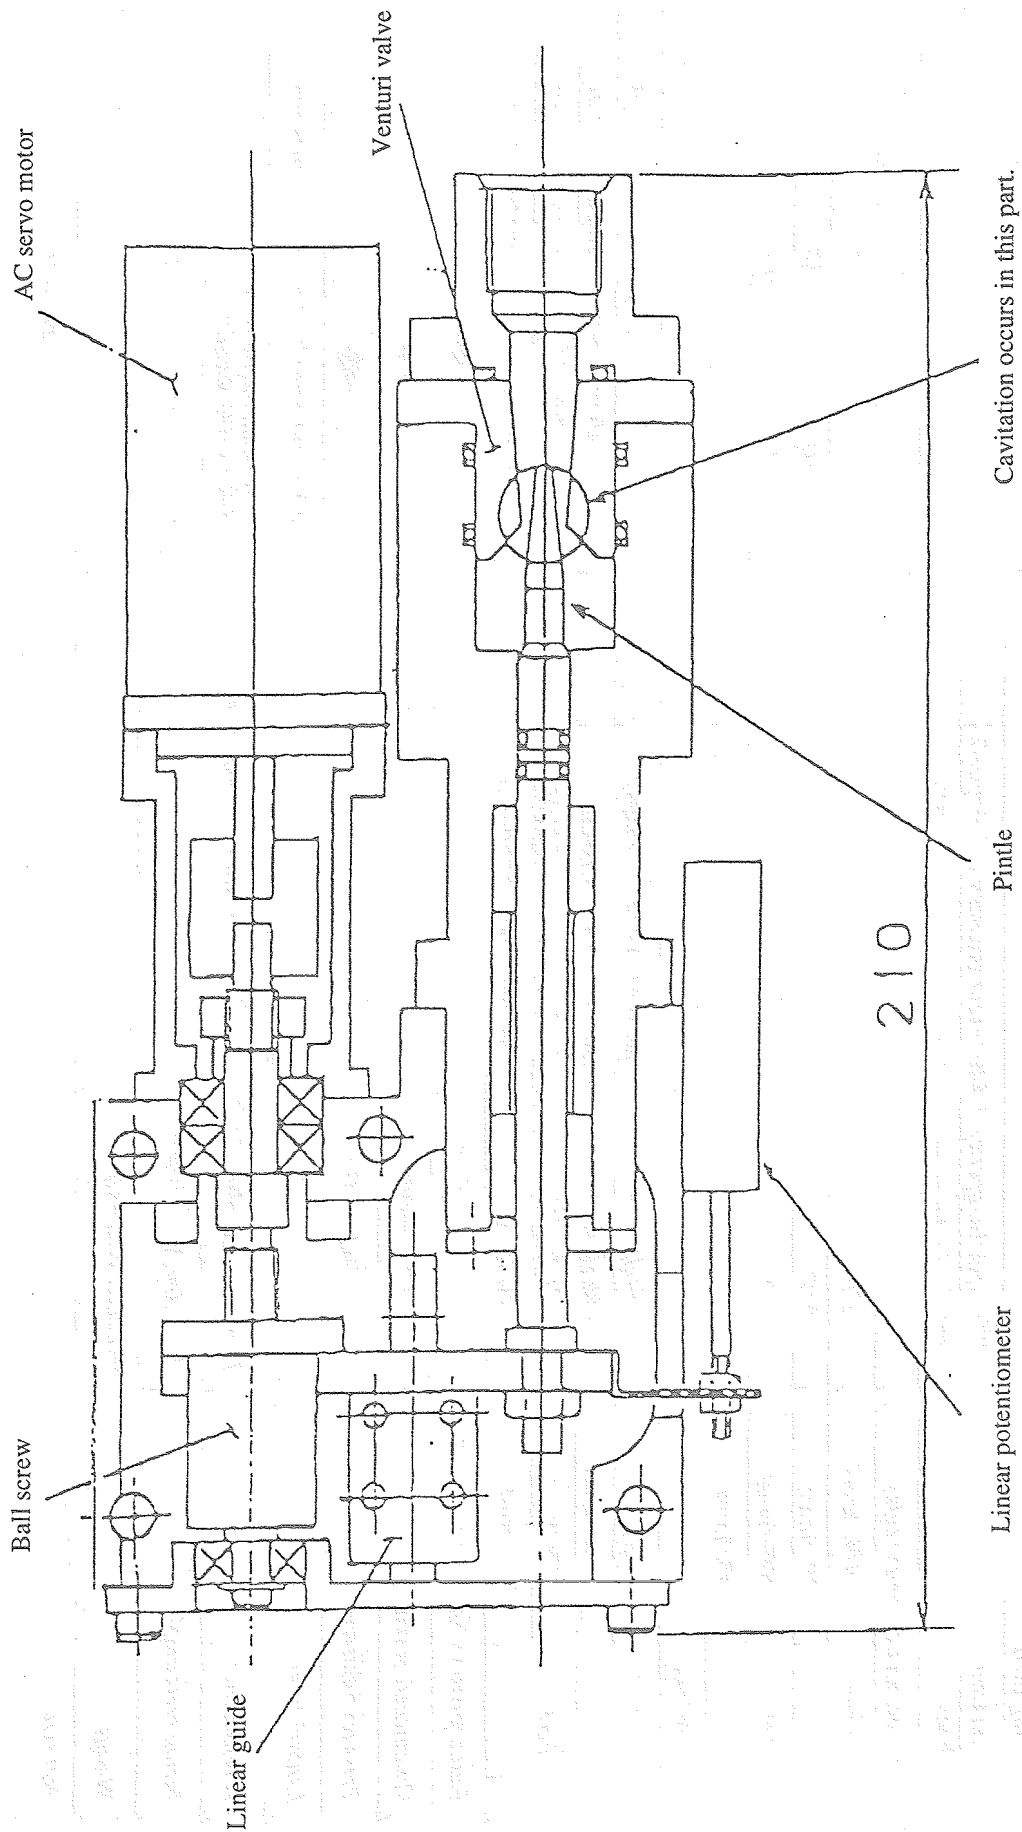 Ball screw
AC servo motor
Linear guide
Venturi valve
210
Linear potentiometer
Pintle
Cavitation occurs in this part.